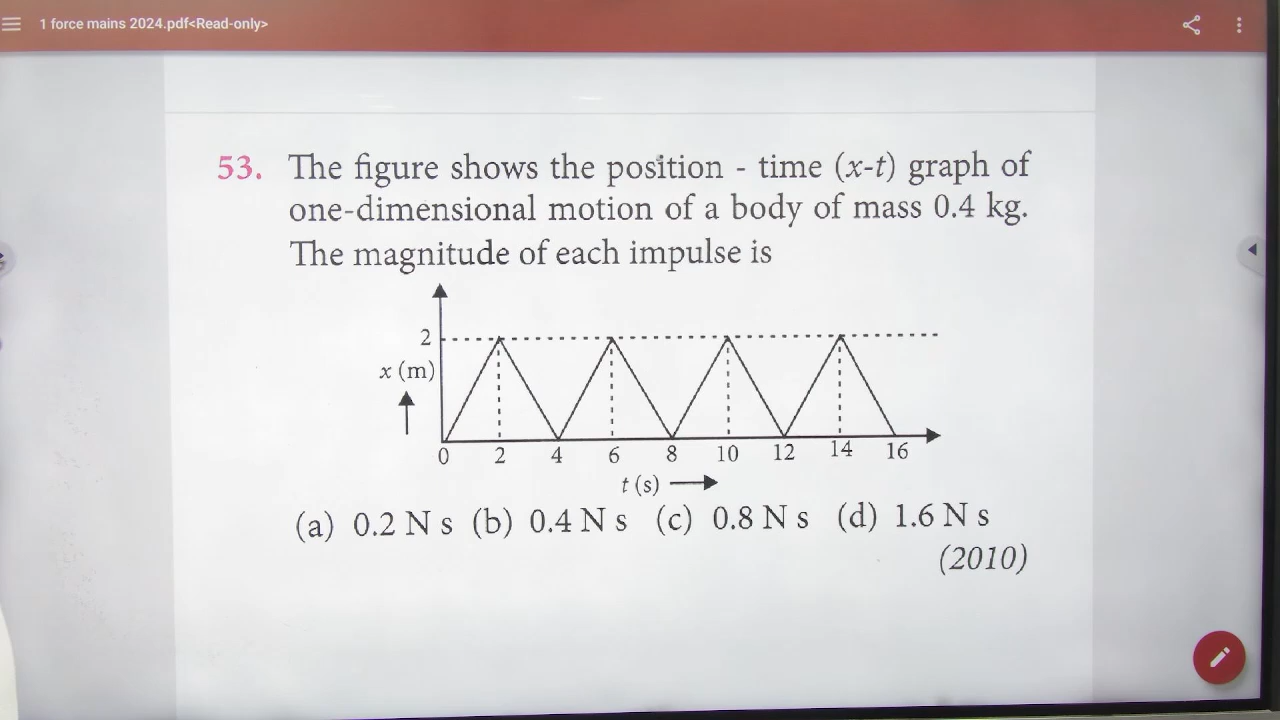 1 force mains 2024.pdf<Read-only>
53. The figure shows the position - time (x-t) graph of
one-dimensional motion of a body of mass 0.4 kg.
The magnitude of each impulse is
2
x (m)
0 2 4 6 8 10 12 14 16
t (s)
(a) 0.2 N s (b) 0.4 N s (c) 0.8 N s (d) 1.6 N s
(2010)